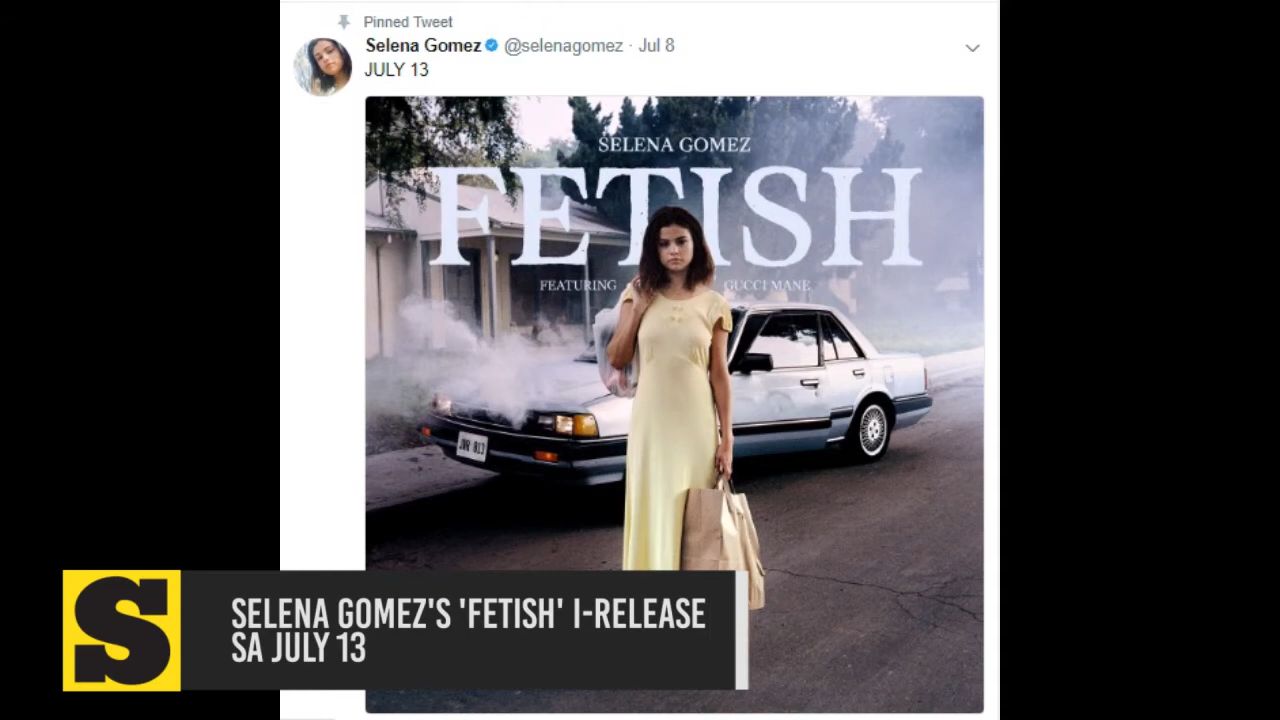 Pinned Tweet
Selena Gomez @selenagomez · Jul 8
JULY 13
SELENA GOMEZ
FETISH
FEATURING GUCCI MANE
S
SELENA GOMEZ'S 'FETISH' I-RELEASE
SA JULY 13